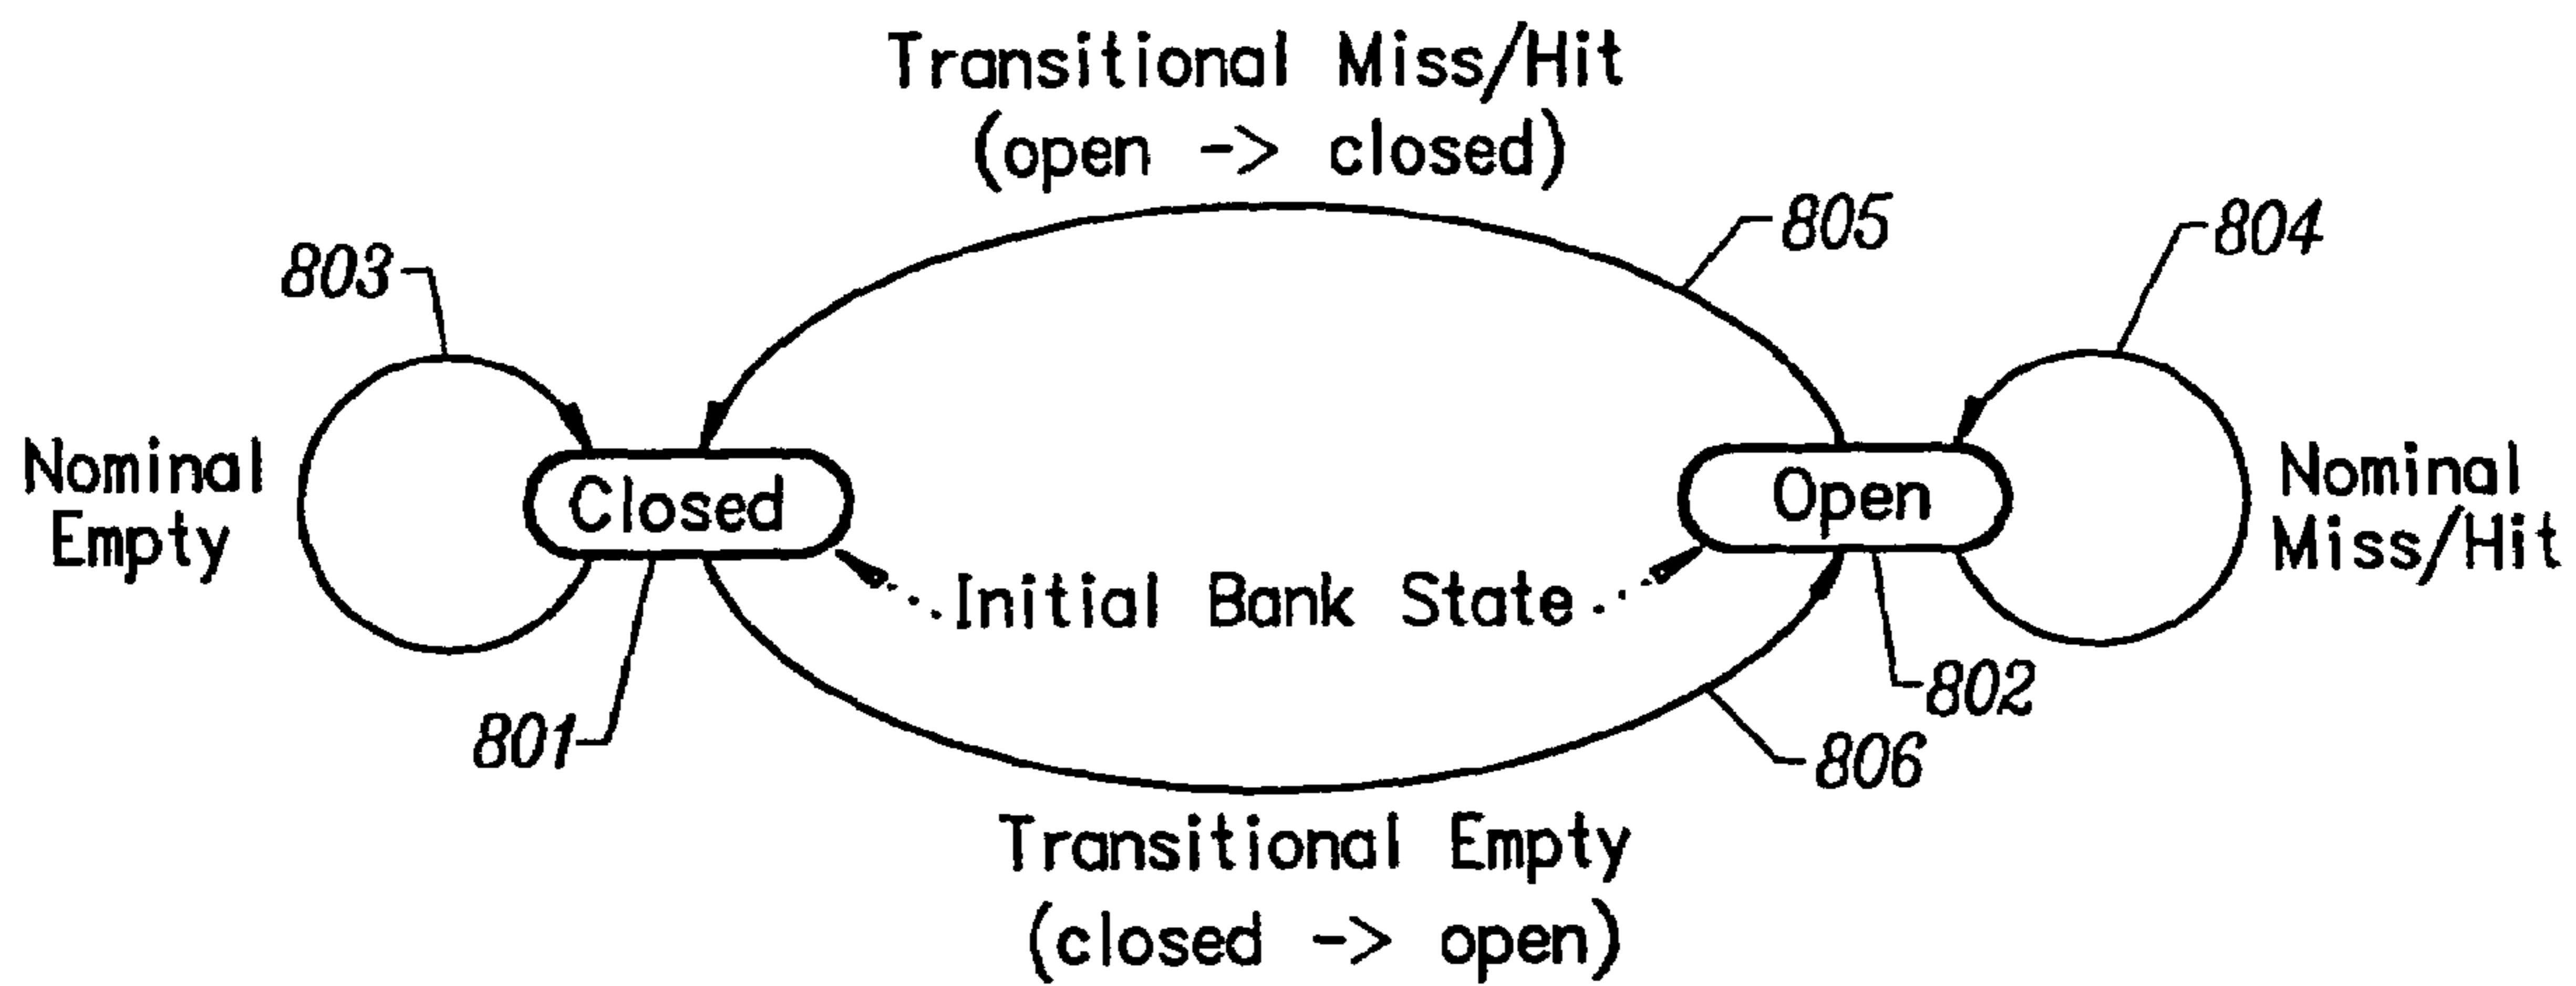 Transitional Miss/Hit
(open -> closed)
805
804
803
Nominal
Empty
Closed
Open
Nominal
Miss/Hit
Initial Bank State
802
801
806
Transitional Empty
(closed -> open)